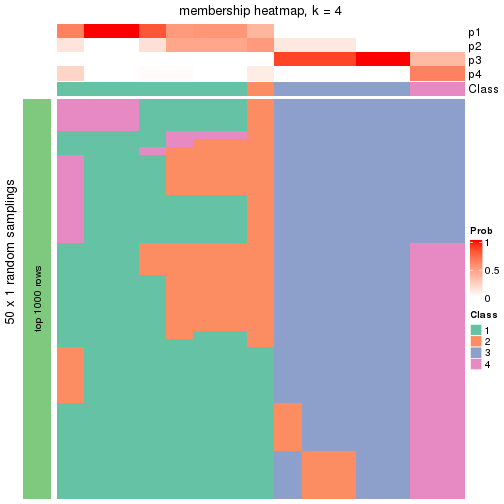 membership heatmap, k = 4
p1
p2
p3
p4
Class
50 x 1 random samplings
top 1000 rows
Prob
1
0.5
0
Class
1
2
3
4